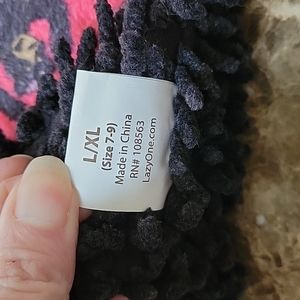 L/XL
(Size 7-9)
Made in China
RN# 108563
LazyOne.com